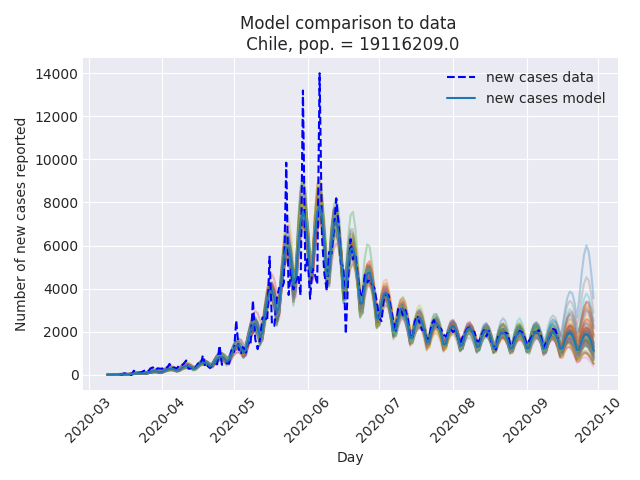 Model comparison to data
Chile, pop. = 19116209.0
new cases data
new cases model
Number of new cases reported
14000
12000
10000
8000
6000
4000
2000
0
2020-03
2020-04
2020-05
2020-06
2020-07
2020-08
2020-09
2020-10
Day